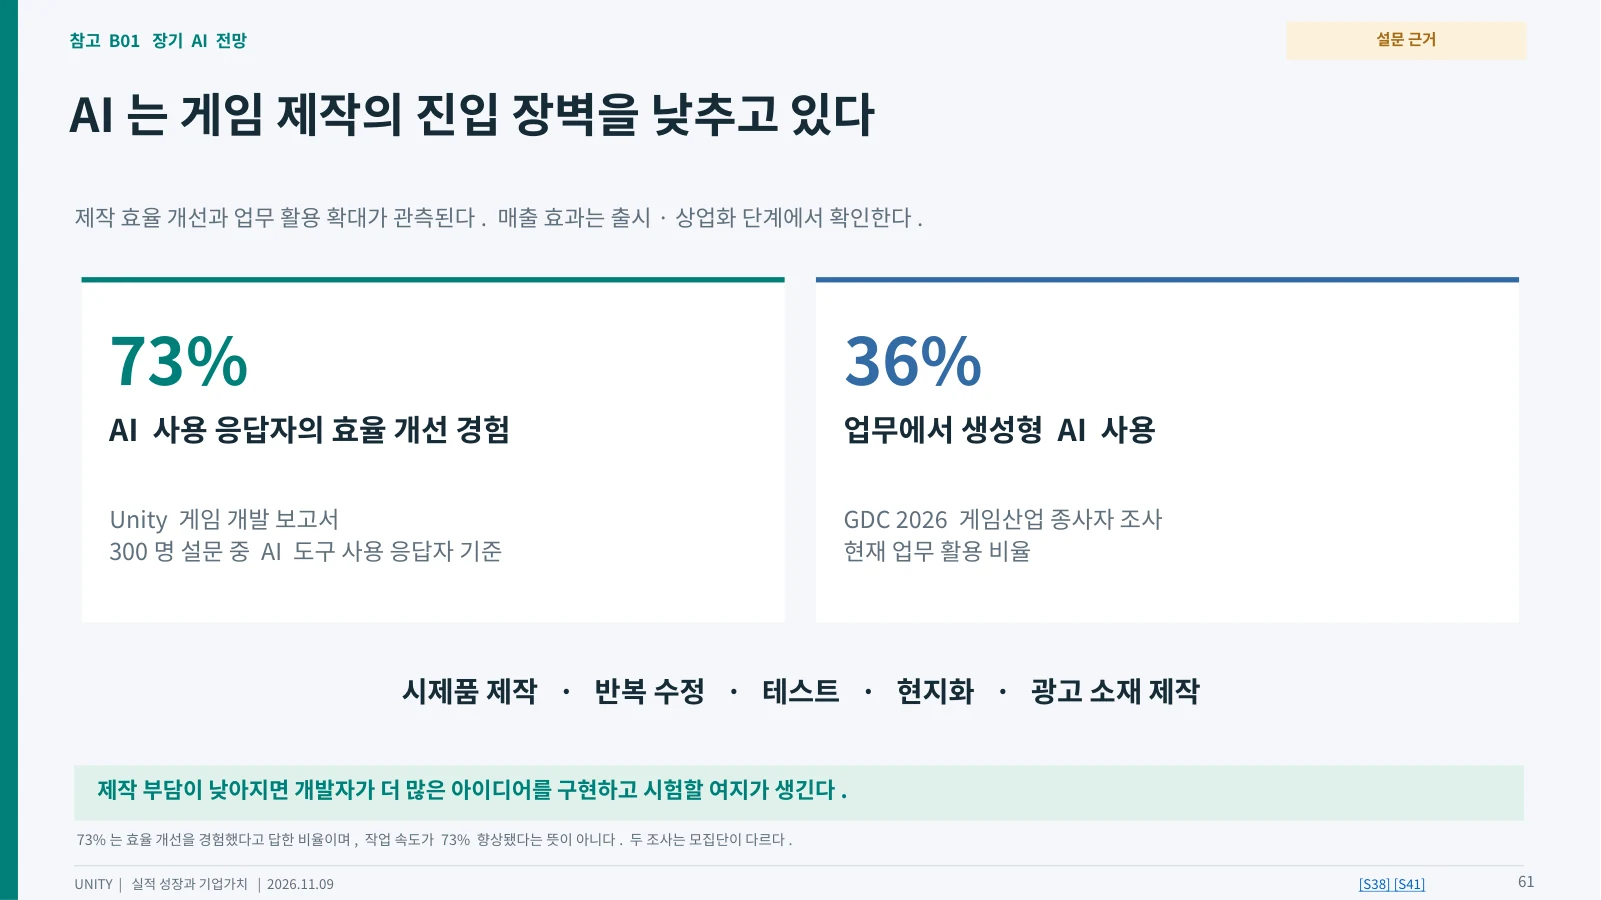 참고 B01 장기 AI 전망
설문 근거
AI 는 게임 제작의 진입 장벽을 낮추고 있다
제작 효율 개선과 업무 활용 확대가 관측된다 . 매출 효과는 출시 · 상업화 단계에서 확인한다 .
73%
AI 사용 응답자의 효율 개선 경험
Unity 게임 개발 보고서
300 명 설문 중 AI 도구 사용 응답자 기준
36%
업무에서 생성형 AI 사용
GDC 2026 게임산업 종사자 조사
현재 업무 활용 비율
시제품 제작 · 반복 수정 · 테스트 · 현지화 · 광고 소재 제작
제작 부담이 낮아지면 개발자가 더 많은 아이디어를 구현하고 시험할 여지가 생긴다 .
73% 는 효율 개선을 경험했다고 답한 비율이며 , 작업 속도가 73% 향상됐다는 뜻이 아니다 . 두 조사는 모집단이 다르다 .
UNITY | 실적 성장과 기업가치 | 2026.11.09
[S38] [S41]
61